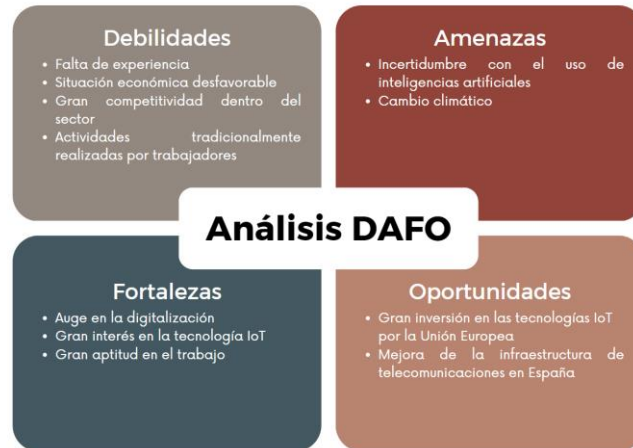 Debilidades
• Falta de experiencia
• Situación económica desfavorable
• Gran competitividad dentro del
sector
• Actividades tradicionalmente
realizadas por trabajadores
Amenazas
• Incertidumbre con el uso de
inteligencias artificiales
• Cambio climático
Análisis DAFO
Fortalezas
• Auge en la digitalización
• Gran interés en la tecnología IoT
• Gran aptitud en el trabajo
Oportunidades
• Gran inversión en las tecnologías IoT
por la Unión Europea
• Mejora de la infraestructura de
telecomunicaciones en España